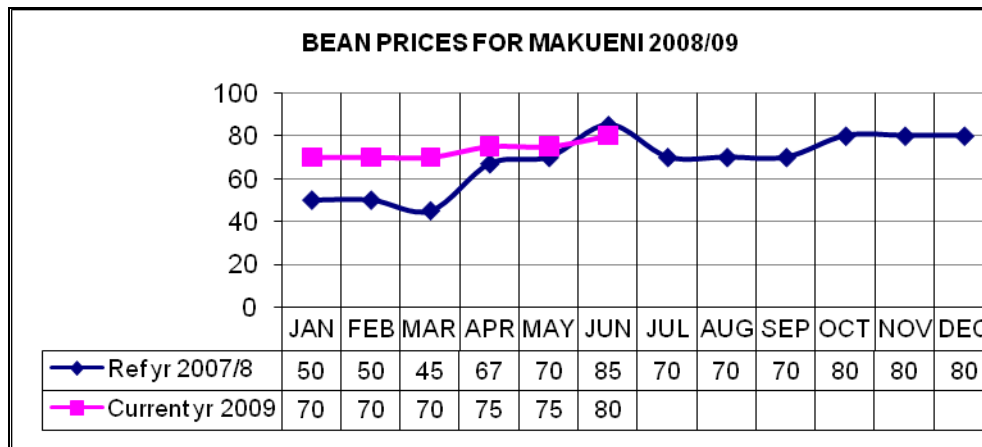 BEAN PRICES FOR MAKUENI 2008/09
100
80
60
40
20
0
JAN FEB MAR APR MAY JUN JUL AUG SEP OCT NOV DEC
Ref yr 2007/8 50 50 45 67 70 85 70 70 70 80 80 80
Current yr 2009 70 70 70 75 75 80